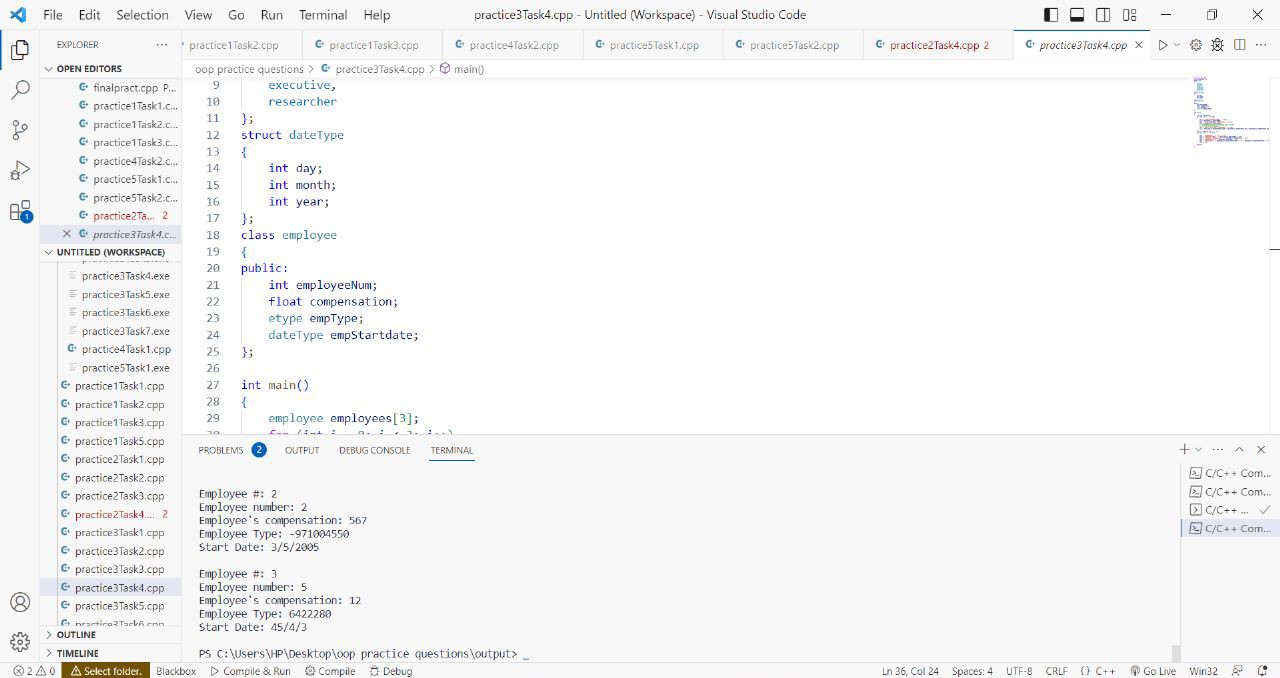 File Edit Selection View Go Run Terminal Help practice3Task4.cpp - Untitled (Workspace) - Visual Studio Code
EXPLORER
practice1Task2.cpp practice1Task3.cpp practice4Task2.cpp practice5Task1.cpp practice5Task2.cpp practice2Task4.cpp 2 practice3Task4.cpp
OPEN EDITORS
finalpract.cpp P...
practice1Task1.c...
practice1Task2.c...
practice1Task3.c...
practice4Task2.c...
practice5Task1.c...
practice5Task2.c...
practice2Ta... 2
practice3Task4.c...
UNTITLED (WORKSPACE)
practice3Task4.exe
practice3Task5.exe
practice3Task6.exe
practice3Task7.exe
practice4Task1.cpp
practice5Task1.exe
practice1Task1.cpp
practice1Task2.cpp
practice1Task3.cpp
practice1Task5.cpp
practice2Task1.cpp
practice2Task2.cpp
practice2Task3.cpp
practice2Task4.... 2
practice3Task1.cpp
practice3Task2.cpp
practice3Task3.cpp
practice3Task4.cpp
practice3Task5.cpp
practice3Task6.cpp
OUTLINE
TIMELINE
1
oop practice questions > practice3Task4.cpp > main()
9 executive,
10 researcher
11 };
12 struct dateType
13 {
14 int day;
15 int month;
16 int year;
17 };
18 class employee
19 {
20 public:
21 int employeeNum;
22 float compensation;
23 etype empType;
24 dateType empStartdate;
25 };
26
27 int main()
28 {
29 employee employees[3];
30 for (int i = 0; i < 3; i++)
PROBLEMS 2 OUTPUT DEBUG CONSOLE TERMINAL
Employee #: 2
Employee number: 2
Employee's compensation: 567
Employee Type: -971004550
Start Date: 3/5/2005
Employee #: 3
Employee number: 5
Employee's compensation: 12
Employee Type: 6422280
Start Date: 45/4/3
PS C:\Users\HP\Desktop\oop practice questions\output> _
C/C++ Com...
C/C++ Com...
C/C++ ...
C/C++ Com...
2 0 Select folder. Blackbox Compile & Run Compile Debug Ln 36, Col 24 Spaces: 4 UTF-8 CRLF {} C++ Go Live Win32